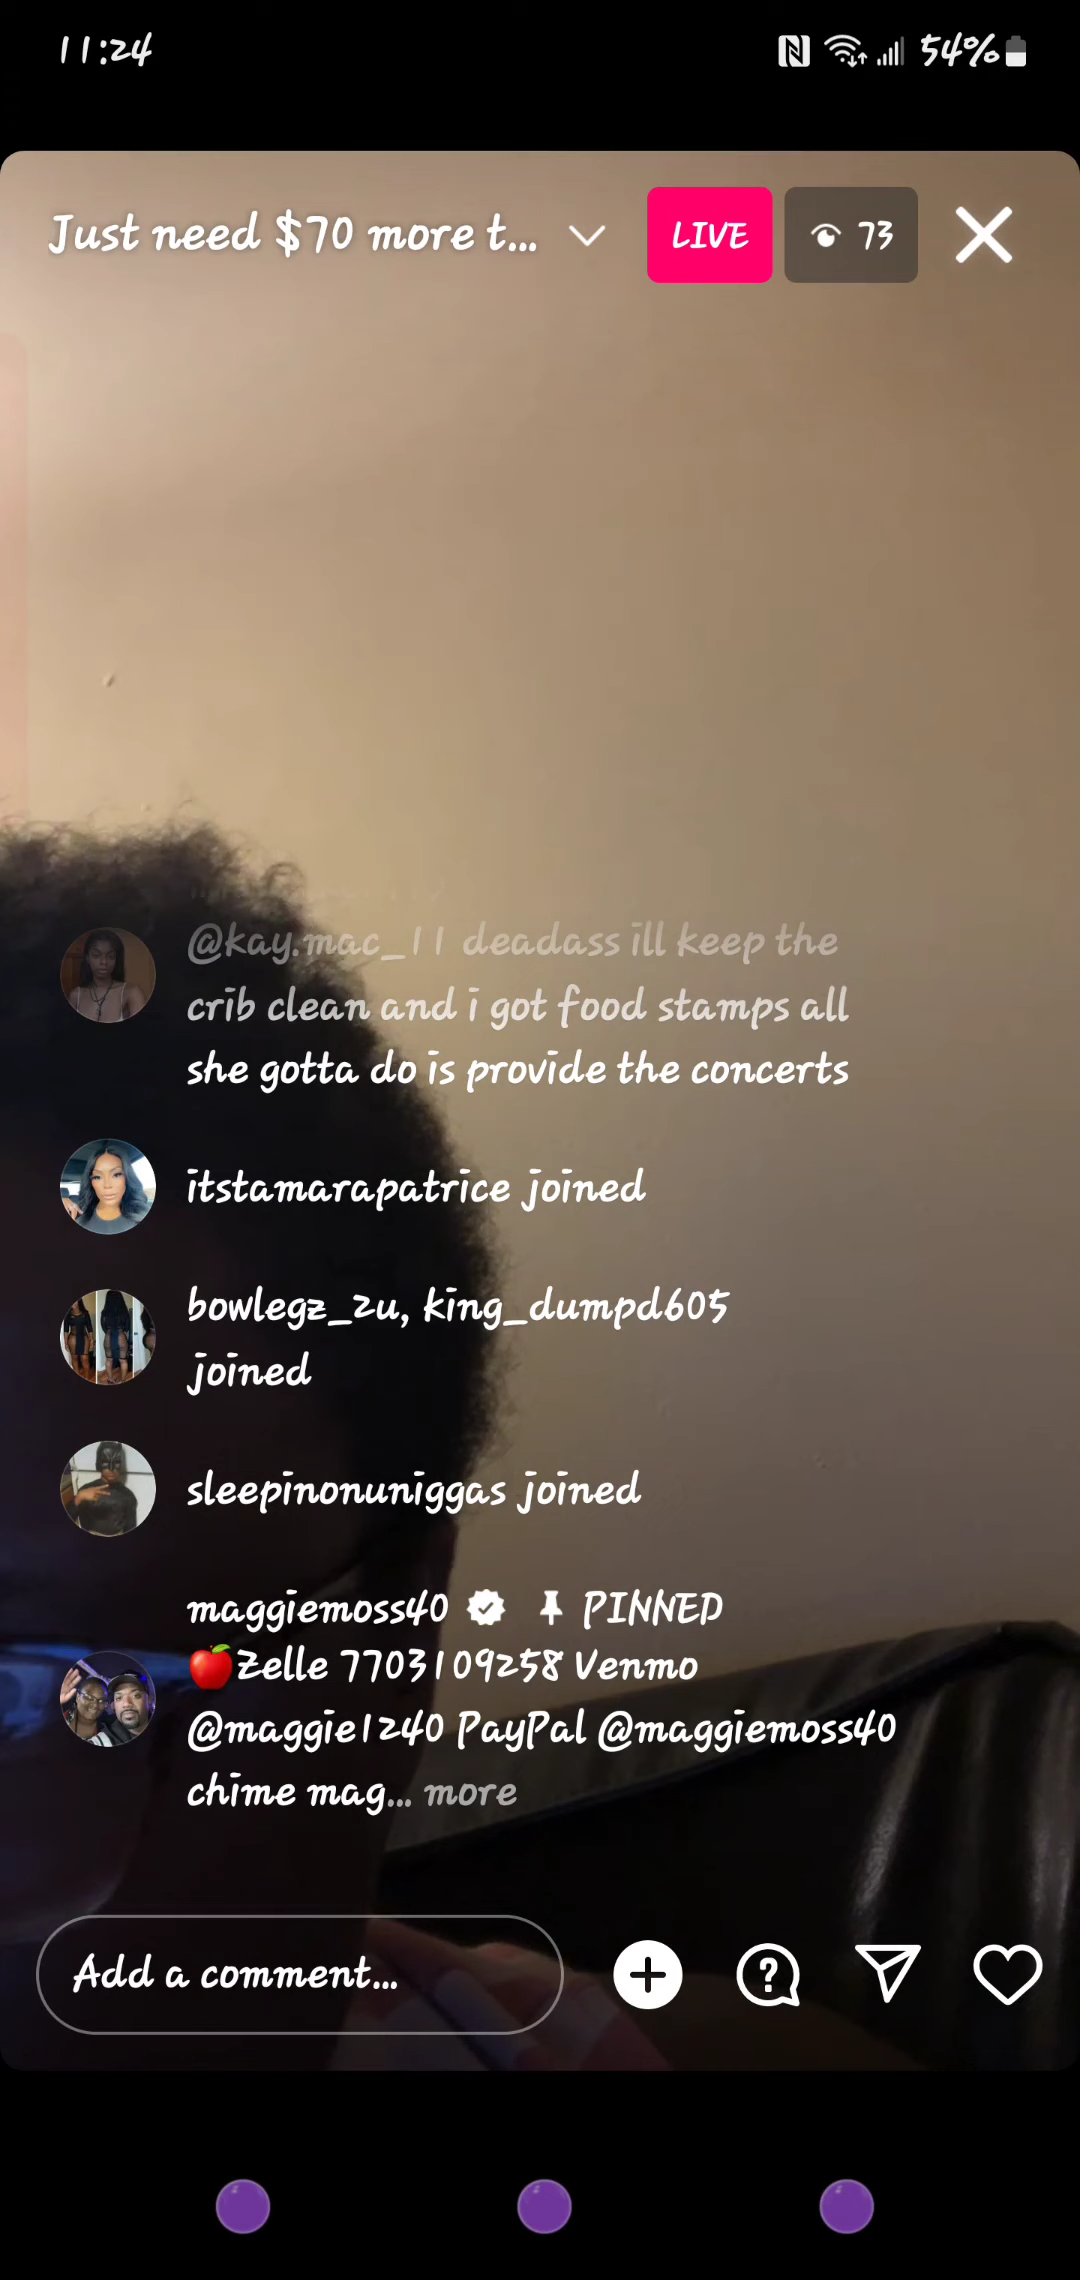 11:24
54%
Just need $70 more t...
LIVE
73
@kay.mac_11 deadass ill keep the
crib clean and i got food stamps all
she gotta do is provide the concerts
itstamarapatrice joined
bowlegz_2u, king_dumpd605
joined
sleepinonuniggas joined
maggiemoss40 PINNED
🍎Zelle 7703109258 Venmo
@maggie1240 PayPal @maggiemoss40
chime mag... more
Add a comment...